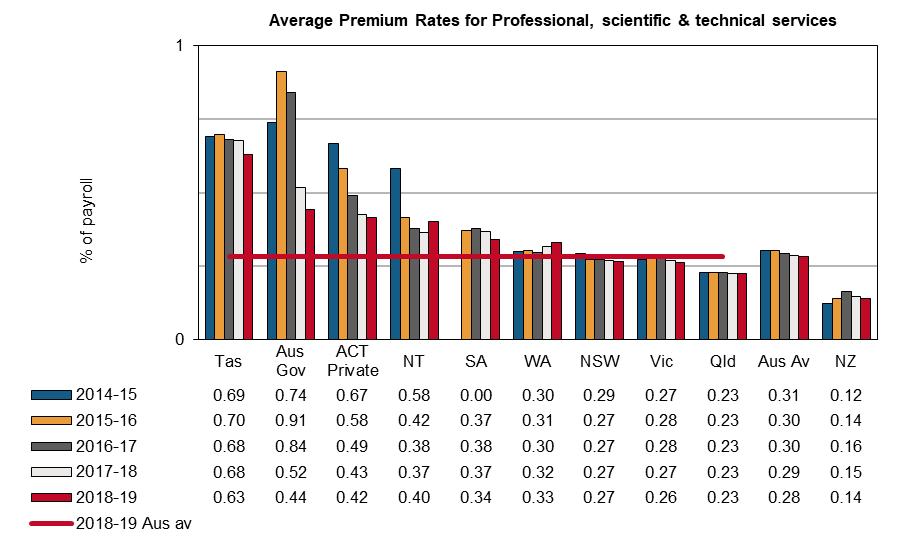 Average Premium Rates for Professional, scientific & technical services
1
% of payroll
0
Tas Aus Gov ACT Private NT SA WA NSW Vic Qld Aus Av NZ
2014-15 0.69 0.74 0.67 0.58 0.00 0.30 0.29 0.27 0.23 0.31 0.12
2015-16 0.70 0.91 0.58 0.42 0.37 0.31 0.27 0.28 0.23 0.30 0.14
2016-17 0.68 0.84 0.49 0.38 0.38 0.30 0.27 0.28 0.23 0.30 0.16
2017-18 0.68 0.52 0.43 0.37 0.37 0.32 0.27 0.27 0.23 0.29 0.15
2018-19 0.63 0.44 0.42 0.40 0.34 0.33 0.27 0.26 0.23 0.28 0.14
2018-19 Aus av